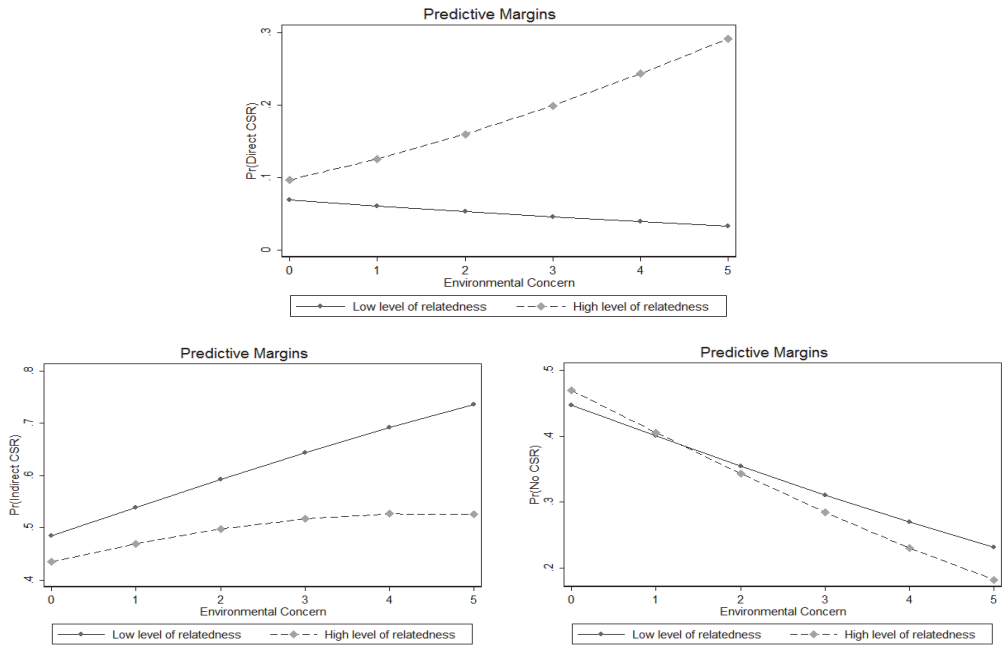 Predictive Margins
Pr(Direct CSR)
.3
.2
.1
0
0 1 2 3 4 5
Environmental Concern
Low level of relatedness High level of relatedness
Predictive Margins
Pr(Indirect CSR)
.8
.7
.6
.5
.4
0 1 2 3 4 5
Environmental Concern
Low level of relatedness High level of relatedness
Predictive Margins
Pr(No CSR)
.5
.4
.3
.2
0 1 2 3 4 5
Environmental Concern
Low level of relatedness High level of relatedness